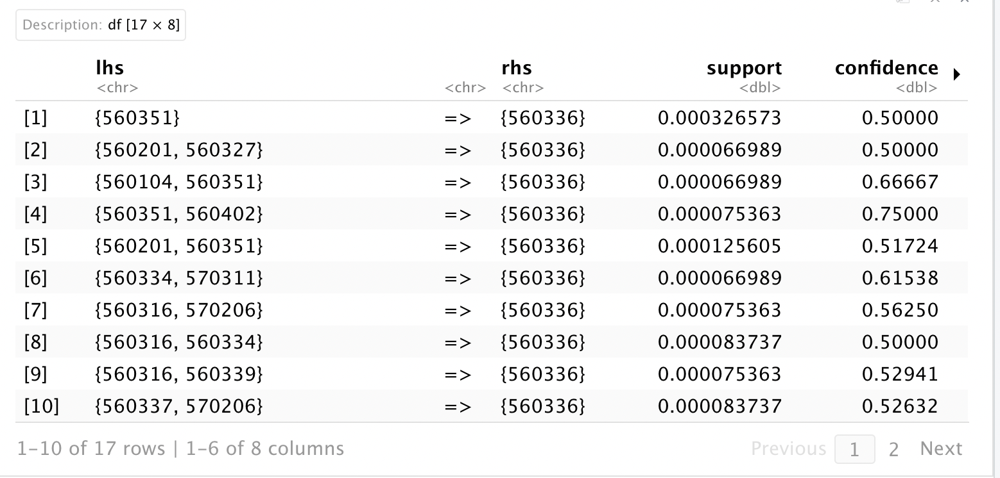 Description: df [17 × 8]
lhs rhs support confidence
<chr> <chr> <chr> <dbl> <dbl>
[1] {560351} => {560336} 0.000326573 0.50000
[2] {560201, 560327} => {560336} 0.000066989 0.50000
[3] {560104, 560351} => {560336} 0.000066989 0.66667
[4] {560351, 560402} => {560336} 0.000075363 0.75000
[5] {560201, 560351} => {560336} 0.000125605 0.51724
[6] {560334, 570311} => {560336} 0.000066989 0.61538
[7] {560316, 570206} => {560336} 0.000075363 0.56250
[8] {560316, 560334} => {560336} 0.000083737 0.50000
[9] {560316, 560339} => {560336} 0.000075363 0.52941
[10] {560337, 570206} => {560336} 0.000083737 0.52632
1–10 of 17 rows | 1–6 of 8 columns Previous 1 2 Next